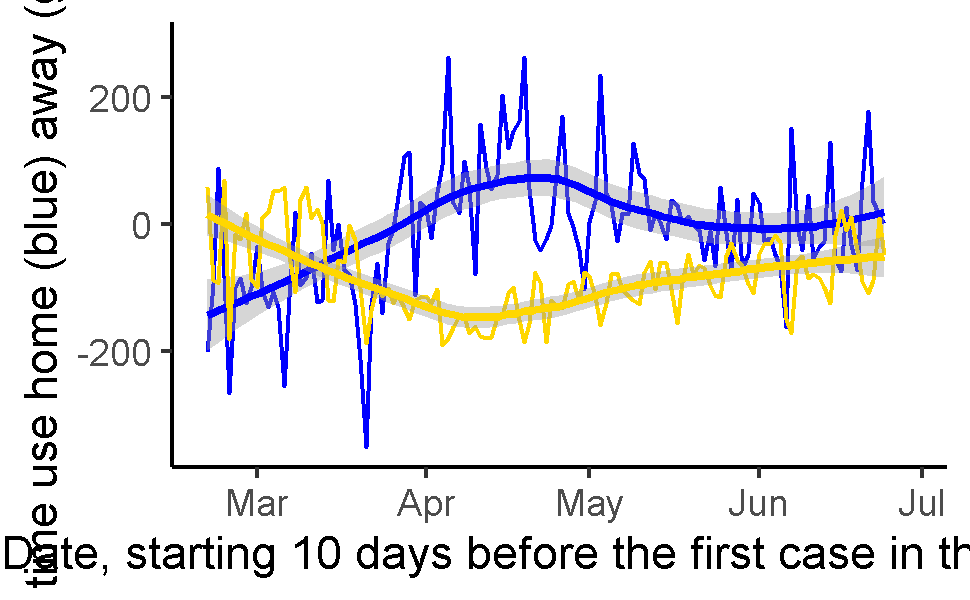 time use home (blue) away (
200
0
-200
Mar Apr May Jun Jul
Date, starting 10 days before the first case in th